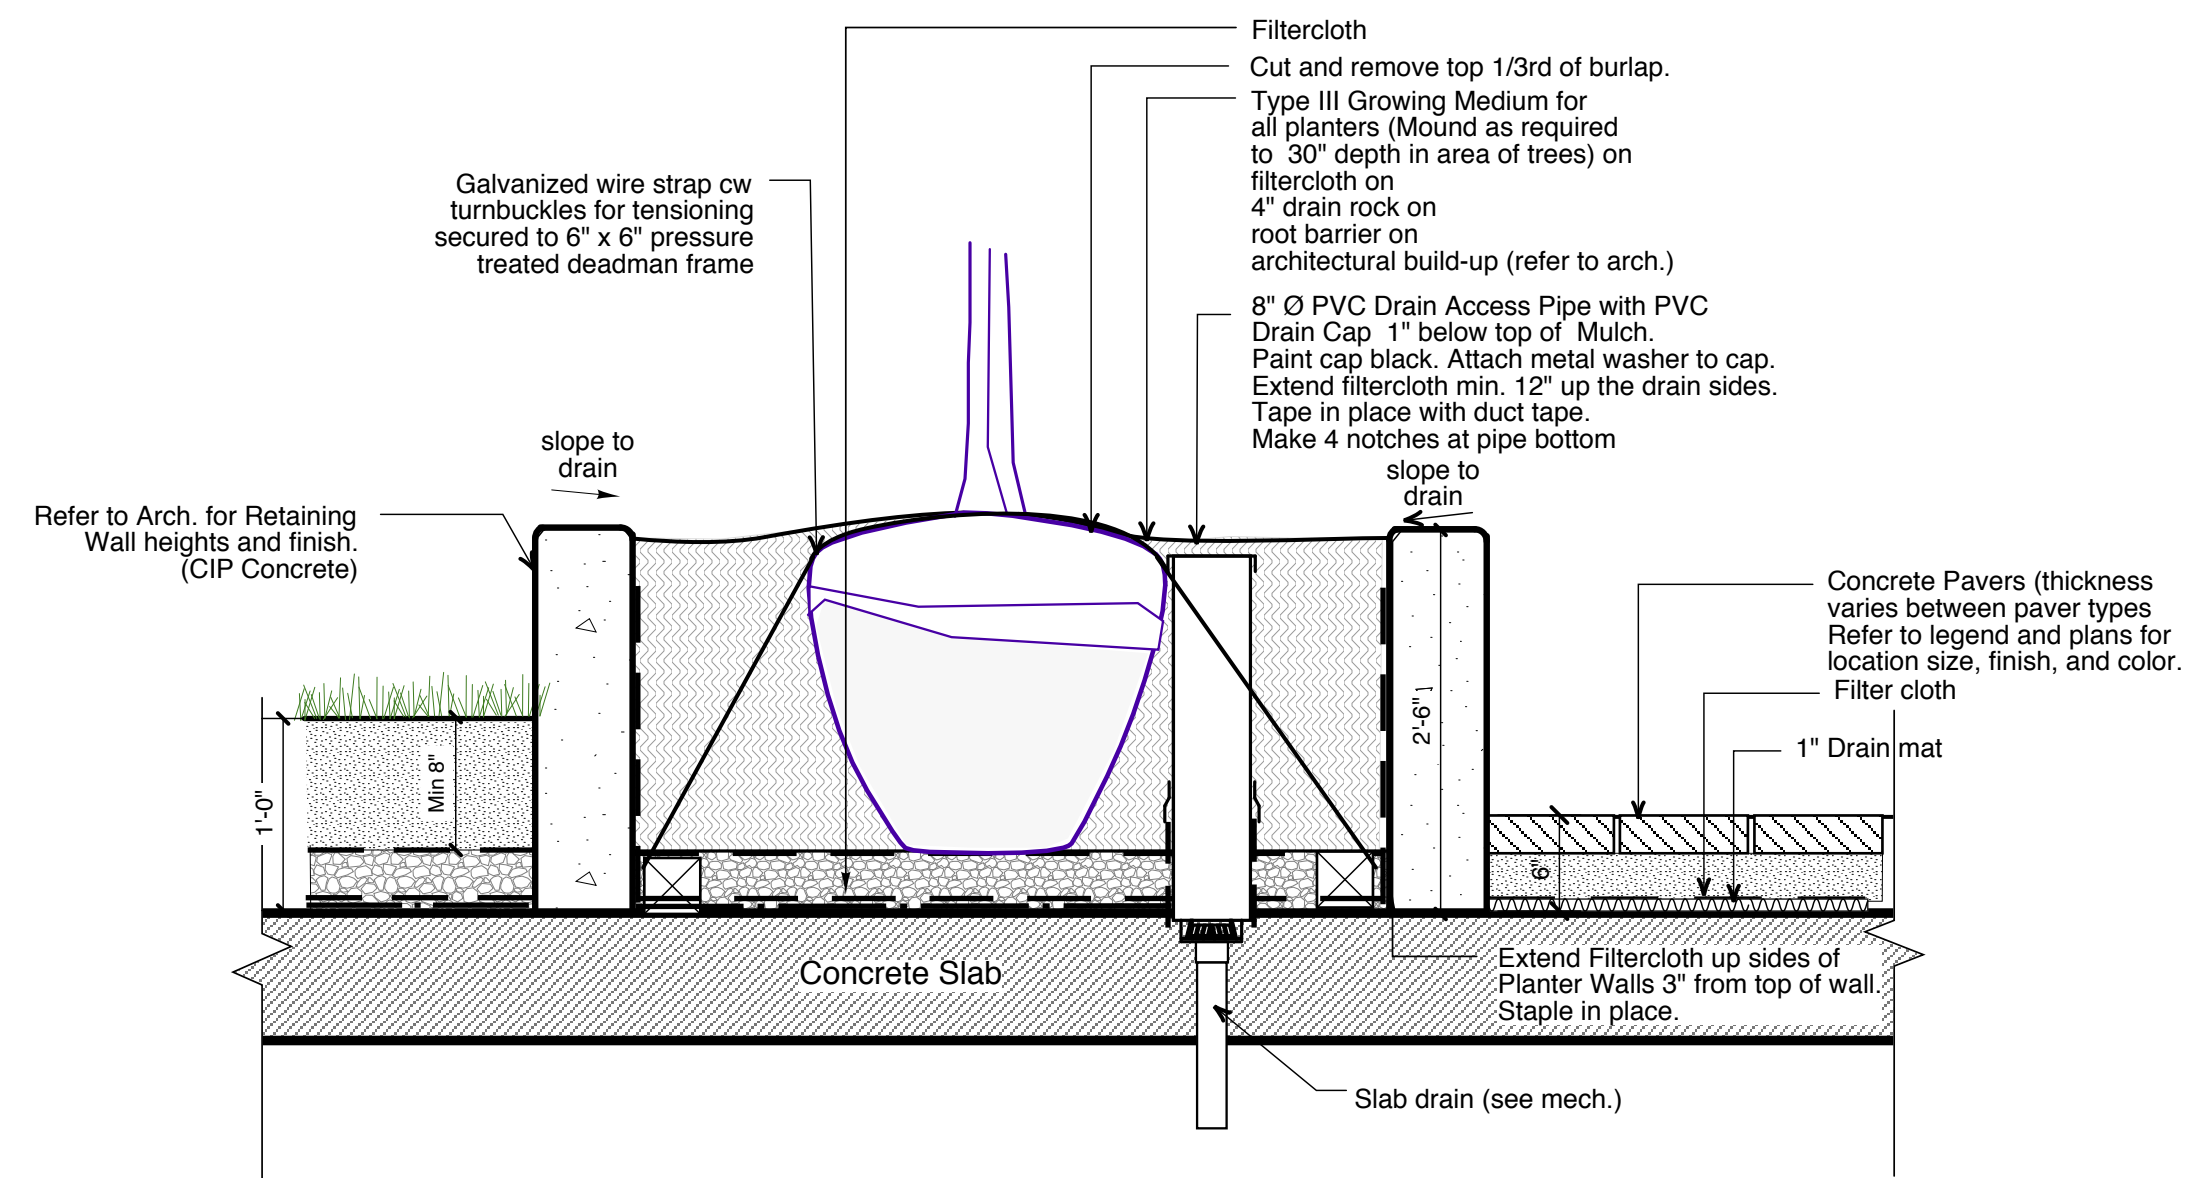 Filtercloth
Cut and remove top 1/3rd of burlap.
Type III Growing Medium for
all planters (Mound as required
to 30" depth in area of trees) on
filtercloth on
4" drain rock on
root barrier on
architectural build-up (refer to arch.)
Galvanized wire strap cw
turnbuckles for tensioning
secured to 6" x 6" pressure
treated deadman frame
8" Ø PVC Drain Access Pipe with PVC
Drain Cap 1" below top of Mulch.
Paint cap black. Attach metal washer to cap.
Extend filtercloth min. 12" up the drain sides.
Tape in place with duct tape.
Make 4 notches at pipe bottom
slope to
drain
slope to
drain
Refer to Arch. for Retaining
Wall heights and finish.
(CIP Concrete)
Concrete Pavers (thickness
varies between paver types
Refer to legend and plans for
location size, finish, and color.
Filter cloth
1" Drain mat
1'-0"
Min 8"
2'-6"
6"
Concrete Slab
Extend Filtercloth up sides of
Planter Walls 3" from top of wall.
Staple in place.
Slab drain (see mech.)